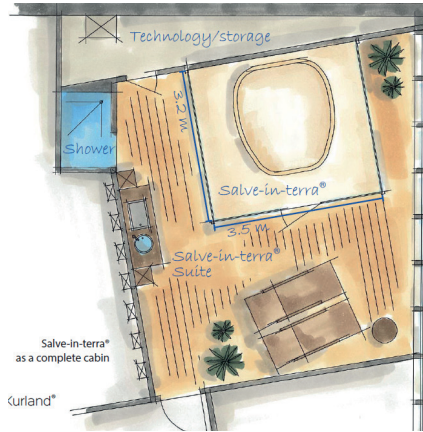 Technology/storage
3.2 m
Shower
Salve-in-terra®
3.5 m
Salve-in-terra®
Suite
Salve-in-terra®
as a complete cabin
Kurland®